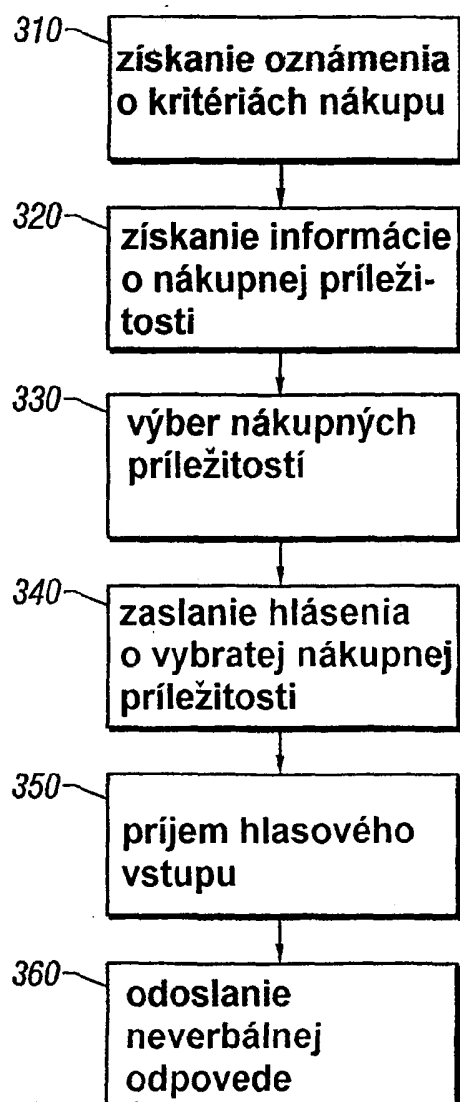 310
získanie oznámenia
o kritériách nákupu
320
získanie informácie
o nákupnej príleži-
tosti
330
výber nákupných
príležitostí
340
zaslanie hlásenia
o vybratej nákupnej
príležitosti
350
príjem hlasového
vstupu
360
odoslanie
neverbálnej
odpovede